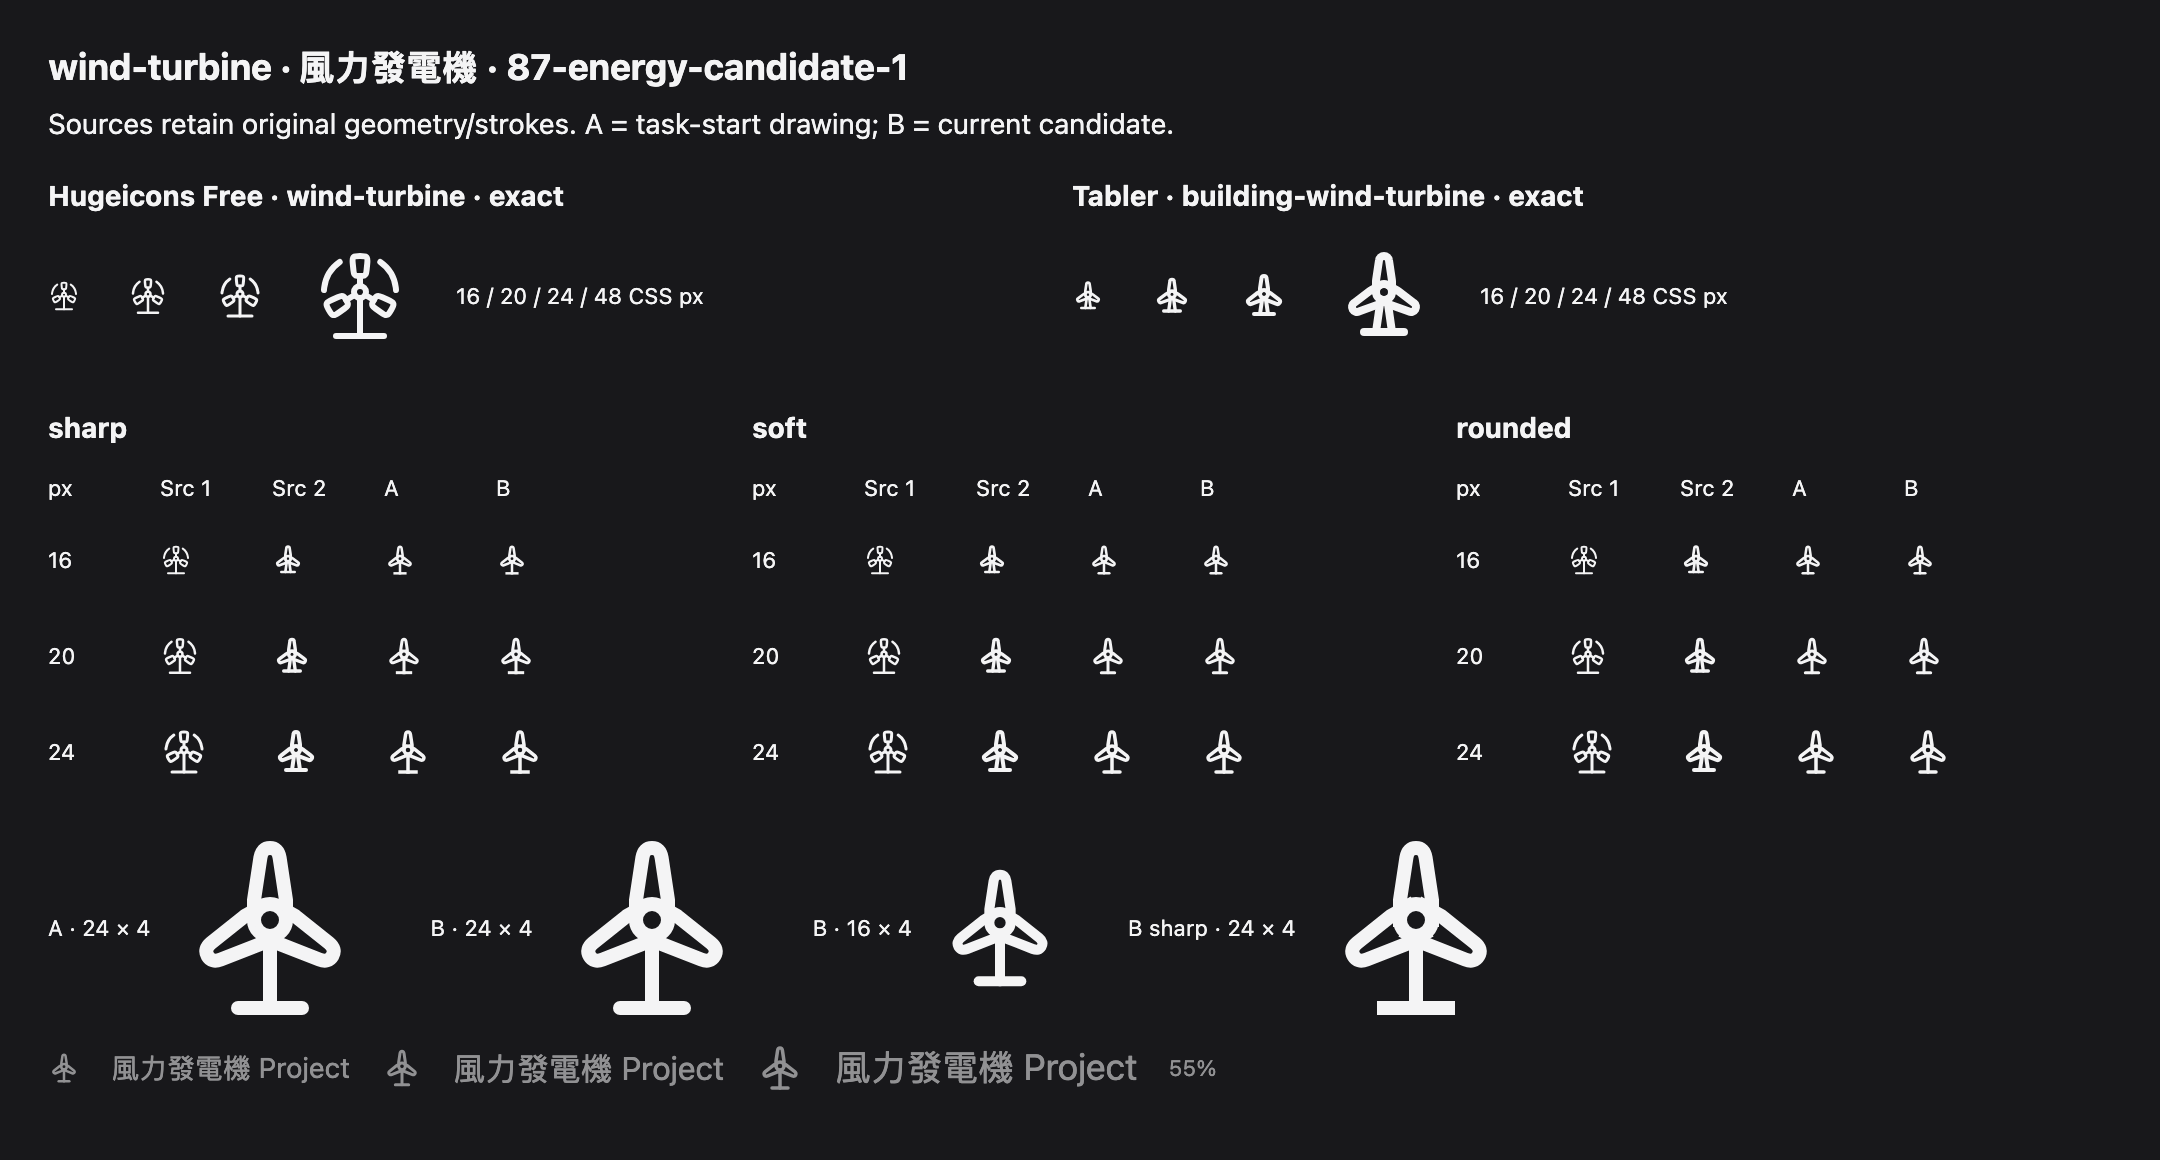 wind-turbine · 風力發電機 · 87-energy-candidate-1
Sources retain original geometry/strokes. A = task-start drawing; B = current candidate.
Hugeicons Free · wind-turbine · exact
Tabler · building-wind-turbine · exact
16 / 20 / 24 / 48 CSS px
16 / 20 / 24 / 48 CSS px
sharp
soft
rounded
px Src 1 Src 2 A B
px Src 1 Src 2 A B
px Src 1 Src 2 A B
16
16
16
20
20
20
24
24
24
A · 24 × 4
B · 24 × 4
B · 16 × 4
B sharp · 24 × 4
風力發電機 Project
風力發電機 Project
風力發電機 Project
55%